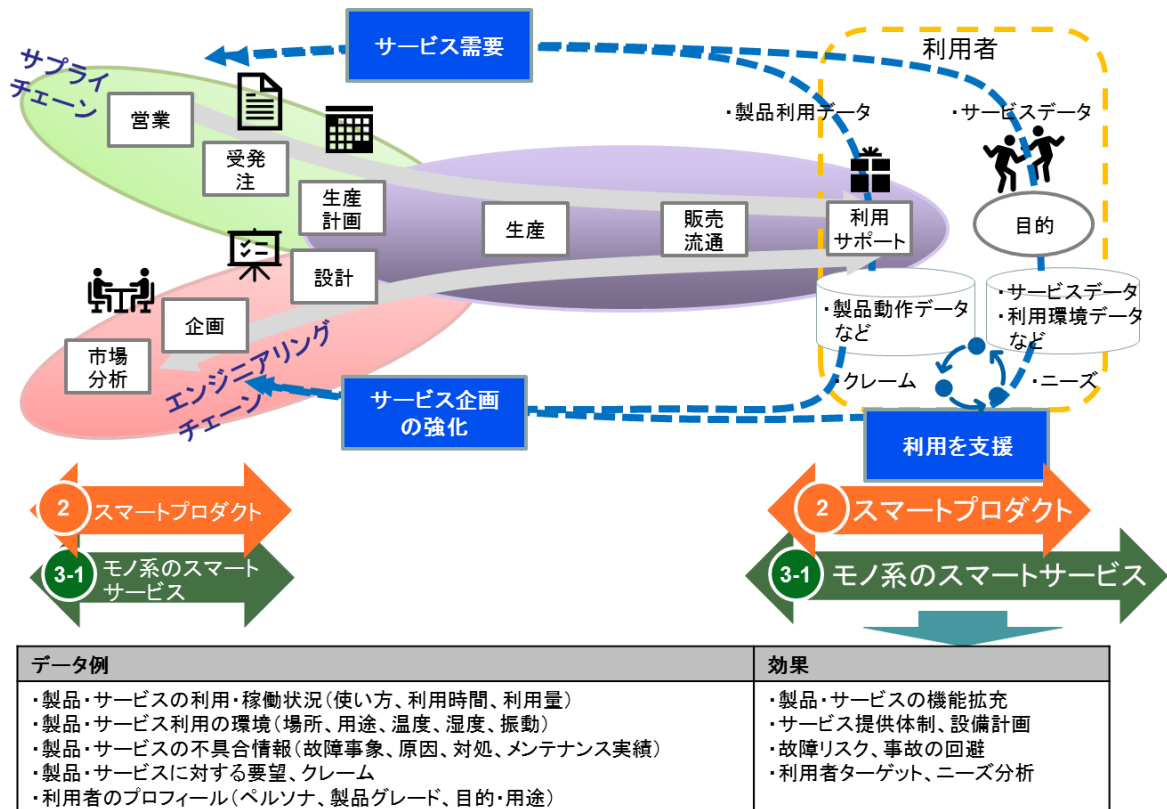 サービス需要
利用者
サプライ
チェーン
・製品利用データ
・サービスデータ
営業
受発
注
生産
計画
生産
販売
流通
利用
サポート
目的
設計
企画
市場
分析
エンジニアリング
チェーン
・製品動作データ
など
・サービスデータ
・利用環境データ
など
・クレーム
・ニーズ
サービス企画
の強化
利用を支援
2 スマートプロダクト
3-1 モノ系のスマート
サービス
2 スマートプロダクト
3-1 モノ系のスマートサービス
データ例
・製品・サービスの利用・稼働状況(使い方、利用時間、利用量)
・製品・サービス利用の環境(場所、用途、温度、湿度、振動)
・製品・サービスの不具合情報(故障事象、原因、対処、メンテナンス実績)
・製品・サービスに対する要望、クレーム
・利用者のプロフィール(ペルソナ、製品グレード、目的・用途)
効果
・製品・サービスの機能拡充
・サービス提供体制、設備計画
・故障リスク、事故の回避
・利用者ターゲット、ニーズ分析